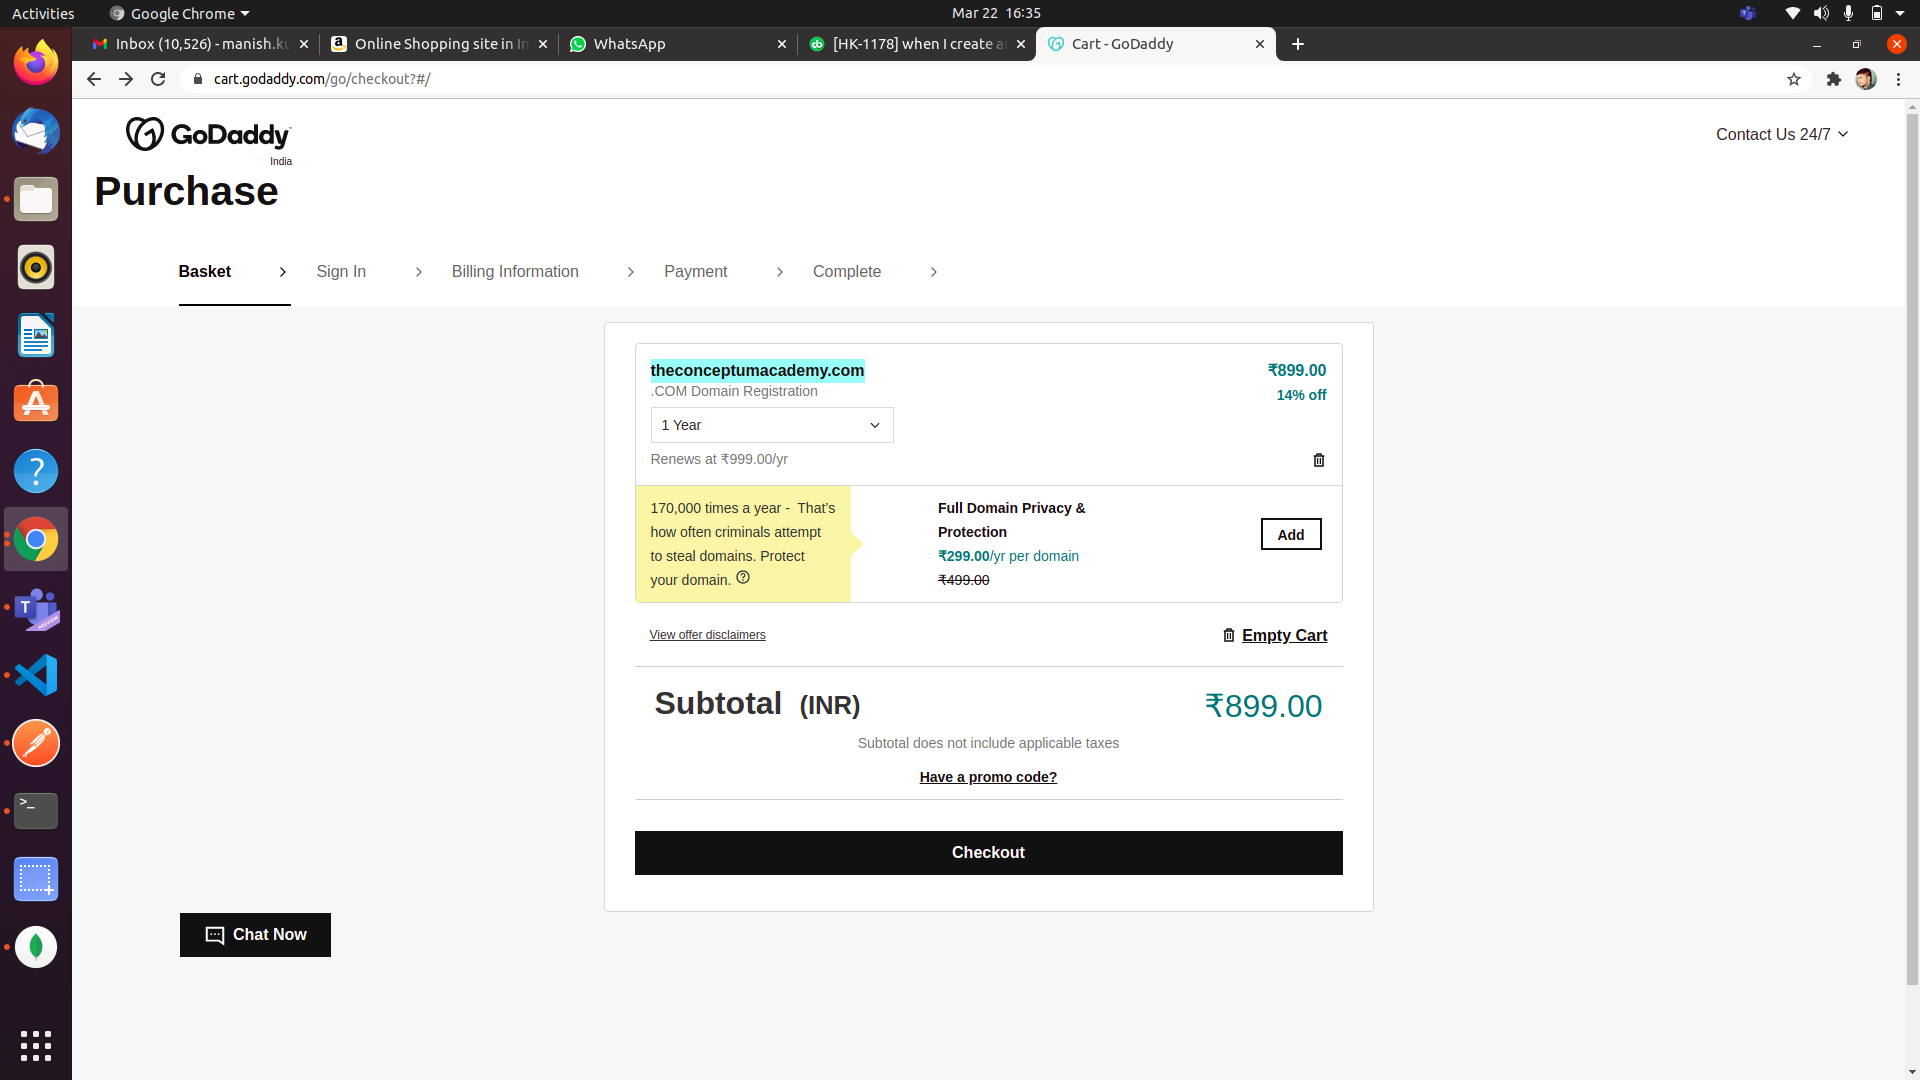 Activities
Google Chrome
Mar 22  16:35
Inbox (10,526) - manish.ku
Online Shopping site in In
WhatsApp
[HK-1178] when I create a
Cart - GoDaddy
cart.godaddy.com/go/checkout?#/
GoDaddy
India
Contact Us 24/7
Purchase
Basket
Sign In
Billing Information
Payment
Complete
theconceptumacademy.com
₹899.00
.COM Domain Registration
14% off
1 Year
Renews at ₹999.00/yr
170,000 times a year -  That's
how often criminals attempt
to steal domains. Protect
your domain.
Full Domain Privacy &
Protection
₹299.00/yr per domain
₹499.00
Add
View offer disclaimers
Empty Cart
Subtotal (INR)
₹899.00
Subtotal does not include applicable taxes
Have a promo code?
Checkout
Chat Now